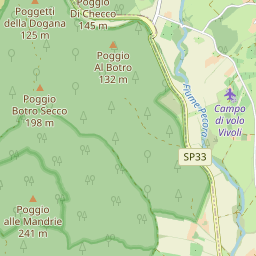 Poggetti
della Dogana
125 m
Poggio
Di Checco
145 m
Poggio
Al Botro
132 m
Poggio
Botro Secco
198 m
Fiume Pecora
Campo
di volo
Vivoli
SP33
Poggio
alle Mandrie
241 m